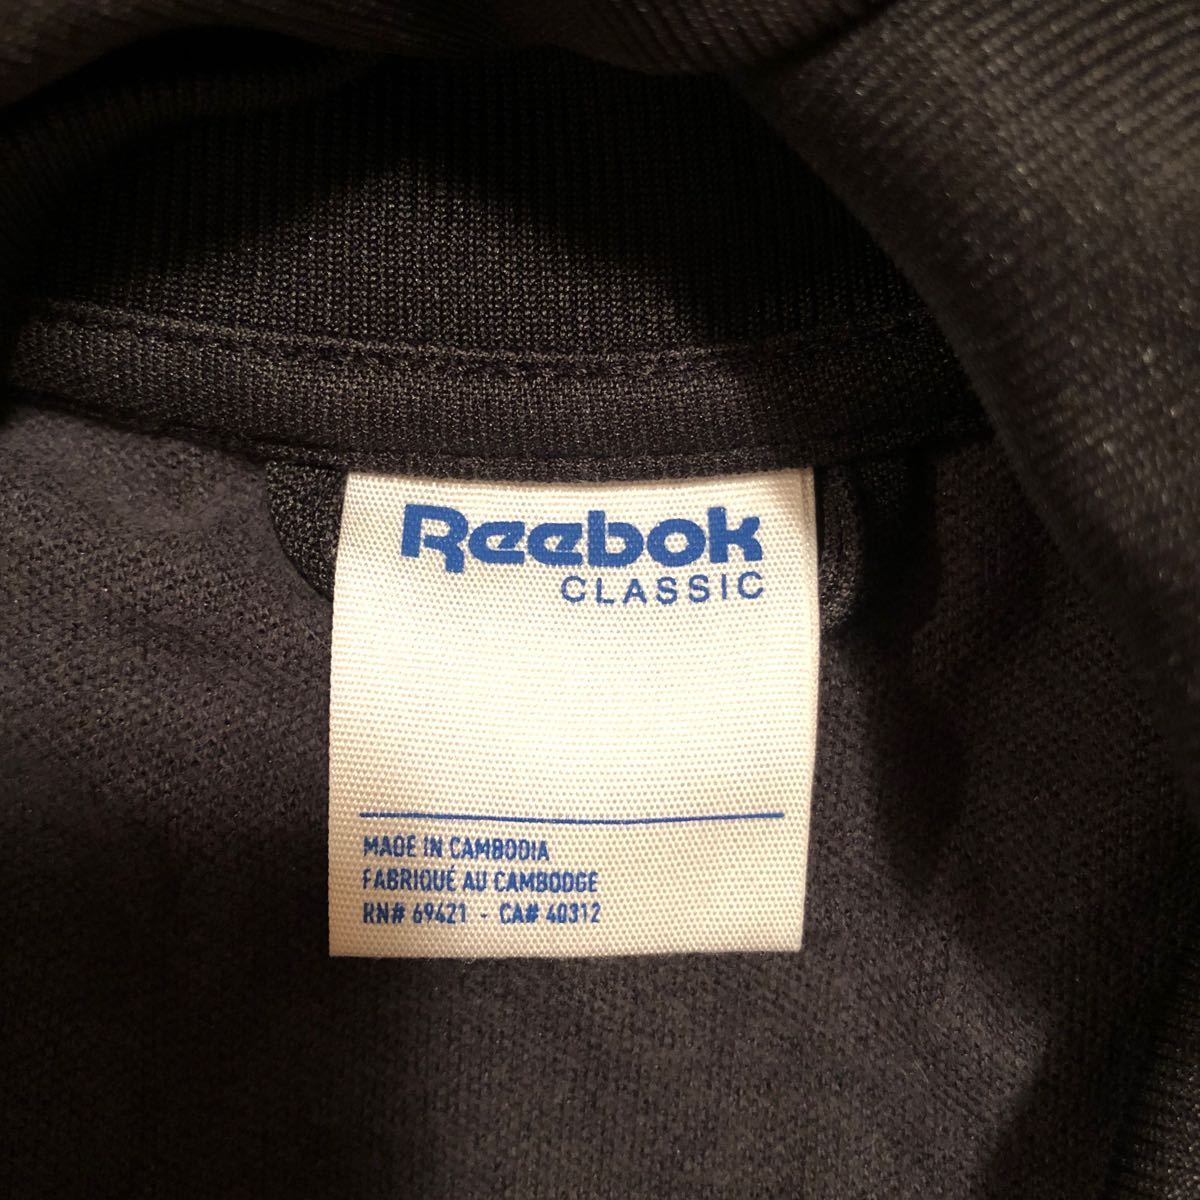 Reebok
CLASSIC
MADE IN CAMBODIA
FABRIQUÉ AU CAMBODGE
RN# 69421 - CA# 40312